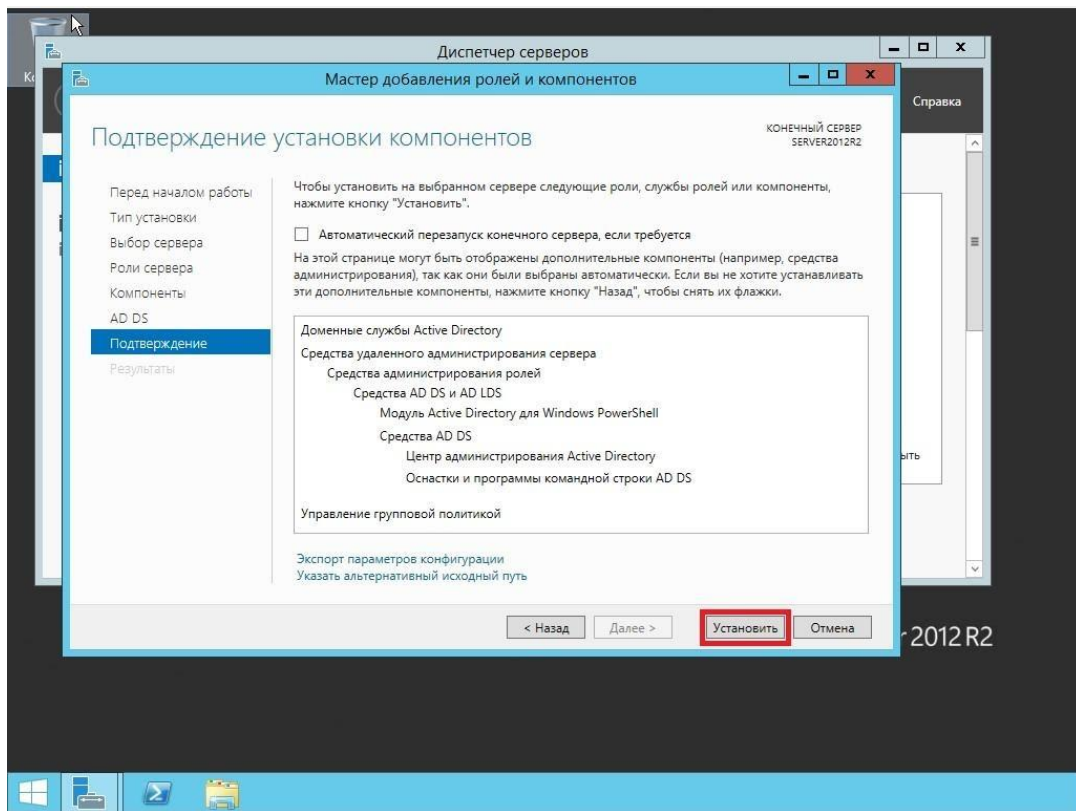 Диспетчер серверов
Мастер добавления ролей и компонентов
Справка
Подтверждение установки компонентов
КОНЕЧНЫЙ СЕРВЕР
SERVER2012R2
Перед началом работы
Тип установки
Выбор сервера
Роли сервера
Компоненты
AD DS
Подтверждение
Результаты
Чтобы установить на выбранном сервере следующие роли, службы ролей или компоненты,
нажмите кнопку "Установить".
Автоматический перезапуск конечного сервера, если требуется
На этой странице могут быть отображены дополнительные компоненты (например, средства
администрирования), так как они были выбраны автоматически. Если вы не хотите устанавливать
эти дополнительные компоненты, нажмите кнопку "Назад", чтобы снять их флажки.
Доменные службы Active Directory
Средства удаленного администрирования сервера
Средства администрирования ролей
Средства AD DS и AD LDS
Модуль Active Directory для Windows PowerShell
Средства AD DS
Центр администрирования Active Directory
Оснастки и программы командной строки AD DS
Управление групповой политикой
Экспорт параметров конфигурации
Указать альтернативный исходный путь
< Назад
Далее >
Установить
Отмена
2012 R2